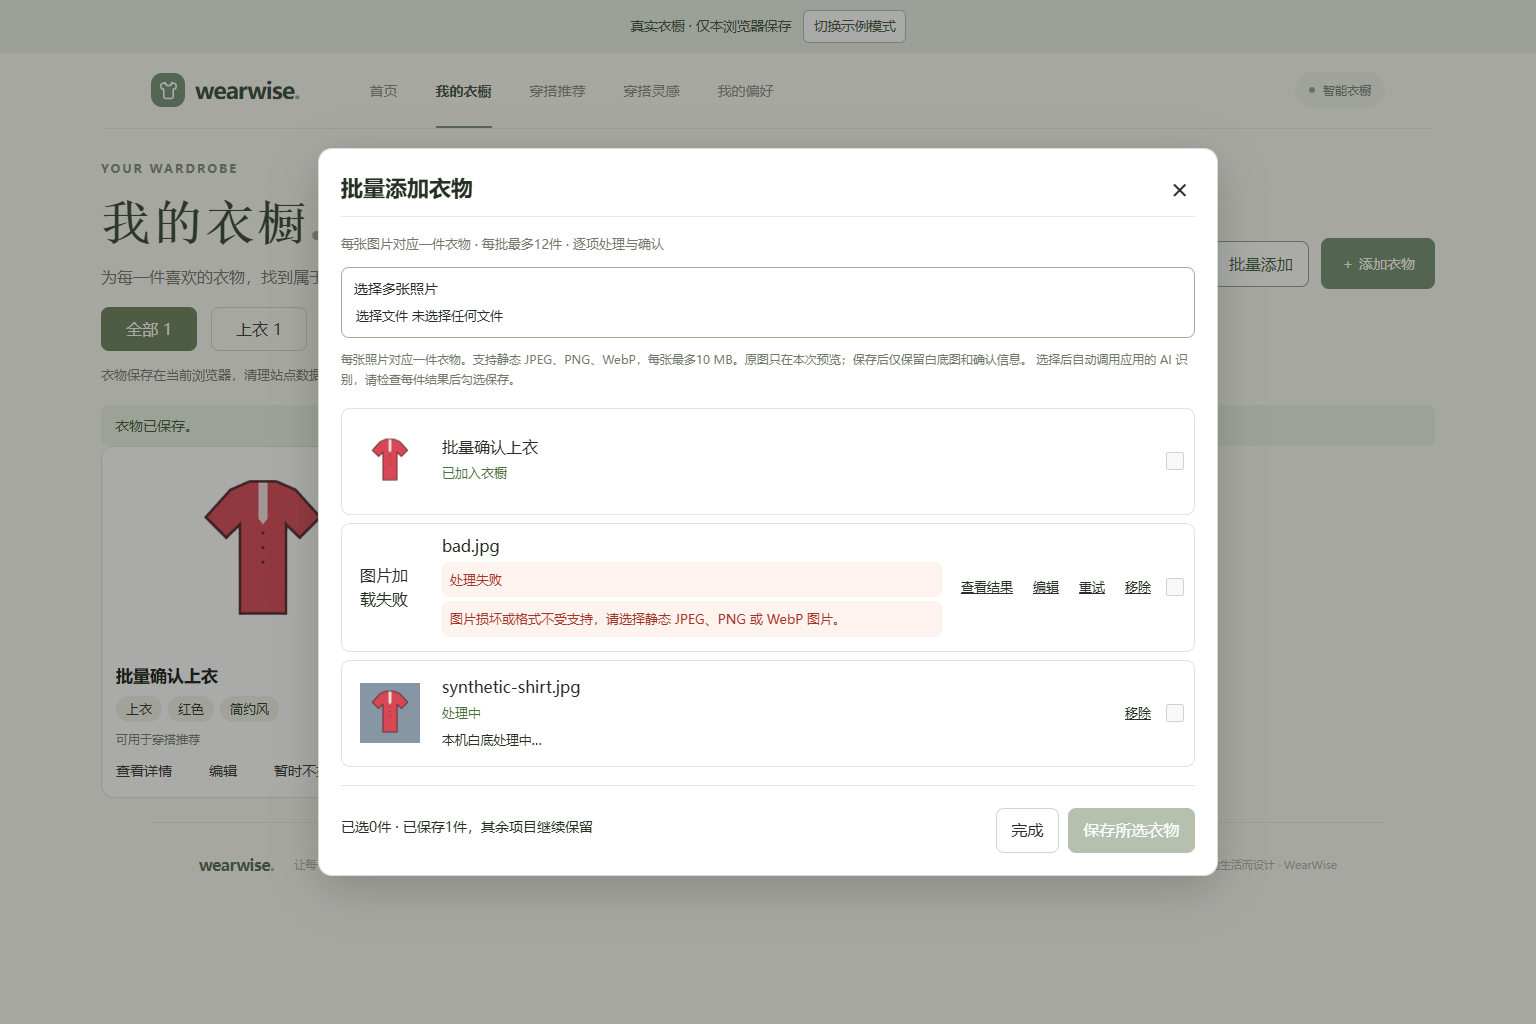 真实衣橱 · 仅本浏览器保存 切换示例模式
wearwise. 首页 我的衣橱 穿搭推荐 穿搭灵感 我的偏好 智能衣橱
YOUR WARDROBE
我的衣橱.
为每一件喜欢的衣物，找到属于
批量添加 + 添加衣物
全部 1 上衣 1
衣物保存在当前浏览器，清理站点数据
衣物已保存。
批量确认上衣
上衣 红色 简约风
可用于穿搭推荐
查看详情 编辑 暂时不
批量添加衣物
每张图片对应一件衣物 · 每批最多12件 · 逐项处理与确认
选择多张照片
选择文件 未选择任何文件
每张照片对应一件衣物。支持静态 JPEG、PNG、WebP，每张最多10 MB。原图只在本次预览；保存后仅保留白底图和确认信息。 选择后自动调用应用的 AI 识
别，请检查每件结果后勾选保存。
批量确认上衣
已加入衣橱
图片加
载失败
bad.jpg
处理失败
图片损坏或格式不受支持，请选择静态 JPEG、PNG 或 WebP 图片。
查看结果 编辑 重试 移除
synthetic-shirt.jpg
处理中
本机白底处理中...
移除
已选0件 · 已保存1件，其余项目继续保留
完成 保存所选衣物
wearwise. 让每
生活而设计 · WearWise